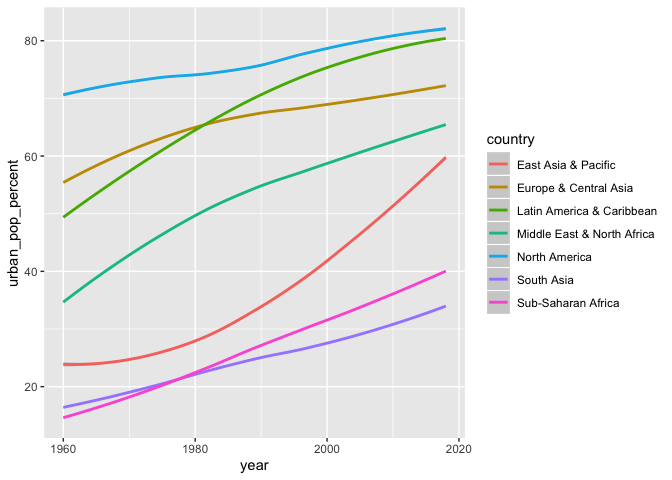 80
60
40
20
urban_pop_percent
1960
1980
2000
2020
year
country
East Asia & Pacific
Europe & Central Asia
Latin America & Caribbean
Middle East & North Africa
North America
South Asia
Sub-Saharan Africa